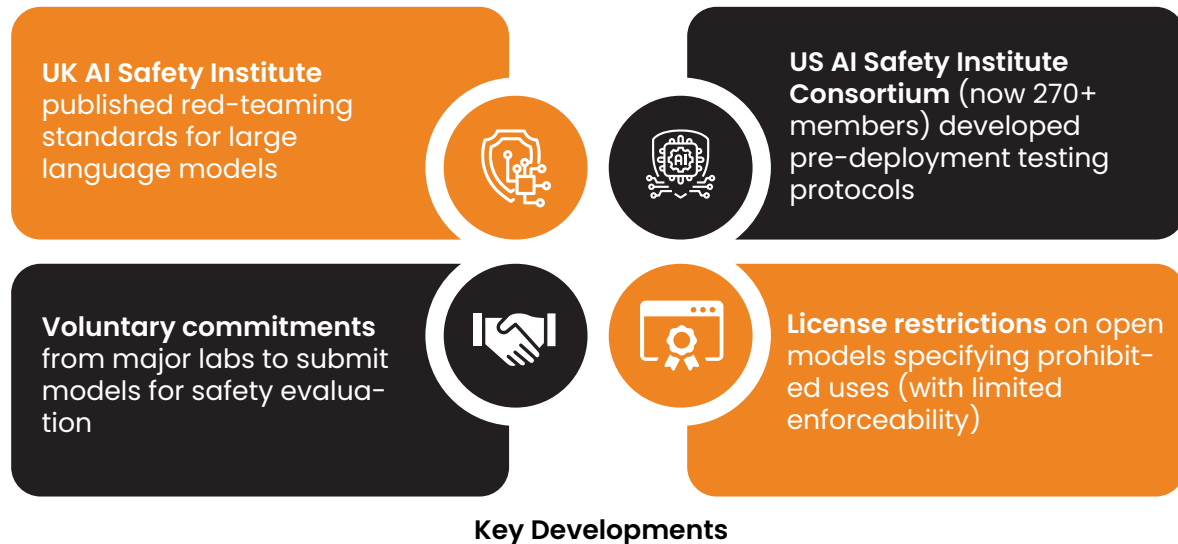 UK AI Safety Institute
published red-teaming
standards for large
language models
US AI Safety Institute
Consortium (now 270+
members) developed
pre-deployment testing
protocols
AI
Voluntary commitments
from major labs to submit
models for safety evalua-
tion
License restrictions on open
models specifying prohibit-
ed uses (with limited
enforceability)
Key Developments